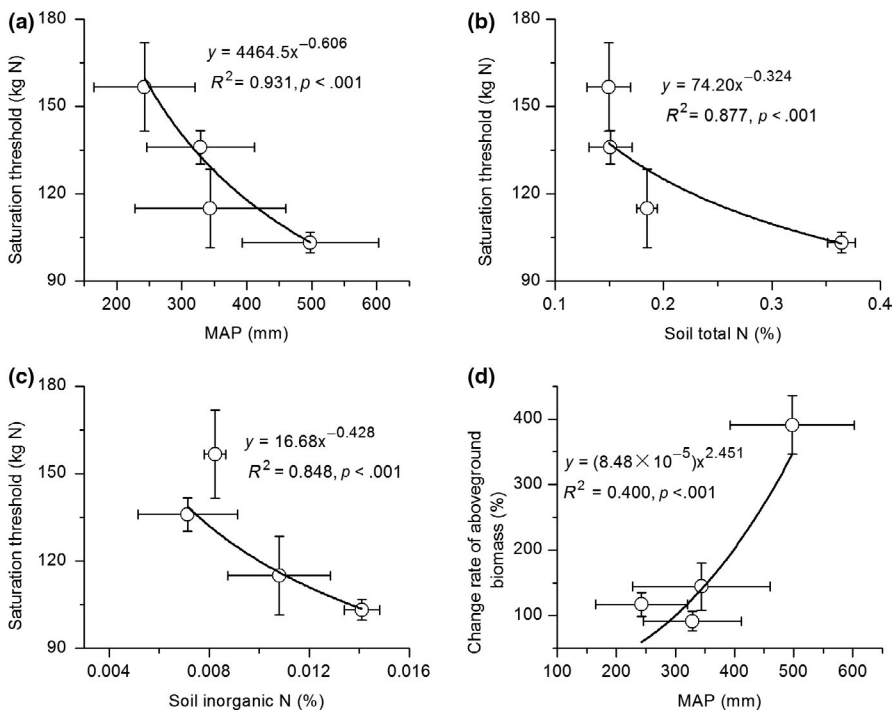 (a)
180
150
120
90
Saturation threshold (kg N)
y = 4464.5x^−0.606
R² = 0.931, p < .001
200 300 400 500 600
MAP (mm)
(b)
180
150
120
90
Saturation threshold (kg N)
y = 74.20x^−0.324
R² = 0.877, p < .001
0.1 0.2 0.3 0.4
Soil total N (%)
(c)
180
150
120
90
Saturation threshold (kg N)
y = 16.68x^−0.428
R² = 0.848, p < .001
0.004 0.008 0.012 0.016
Soil inorganic N (%)
(d)
400
300
200
100
Change rate of aboveground
biomass (%)
y = (8.48×10^−5)x^2.451
R² = 0.400, p <.001
100 200 300 400 500 600
MAP (mm)